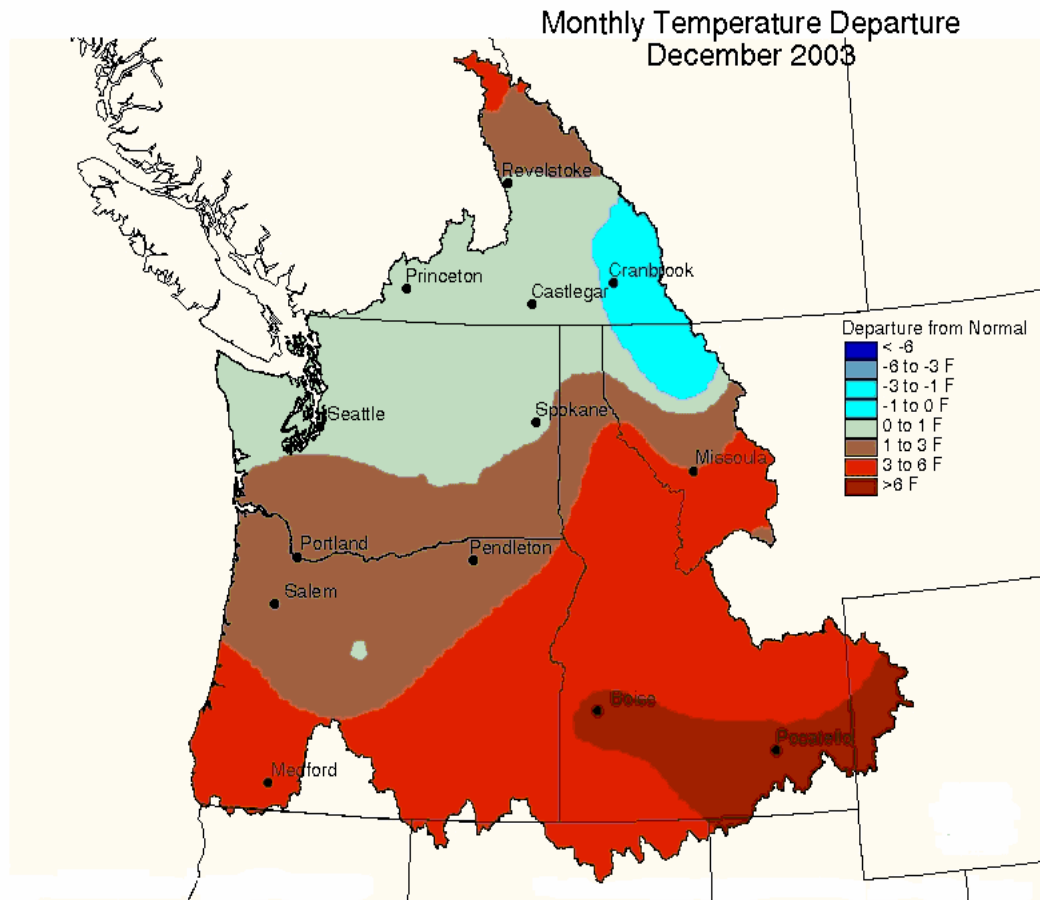 Monthly Temperature Departure
December 2003
Revelstoke
Princeton
Cranbrook
Castlegar
Departure from Normal
< -6
-6 to -3 F
-3 to -1 F
-1 to 0 F
0 to 1 F
1 to 3 F
3 to 6 F
>6 F
Seattle
Spokane
Missoula
Portland
Pendleton
Salem
Boise
Pocatello
Medford